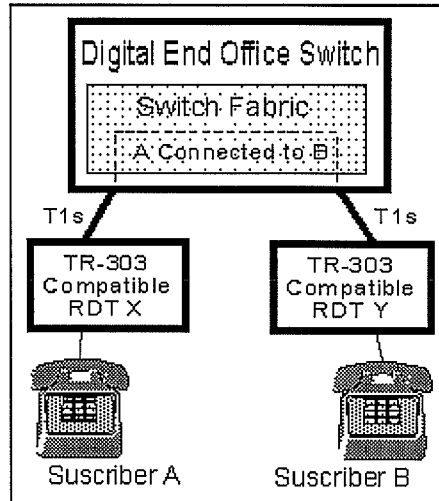 Digital End Office Switch
Switch Fabric
A Connected to B
T1s
T1s
TR-303
Compatible
RDT X
TR-303
Compatible
RDT Y
Suscriber A
Suscriber B